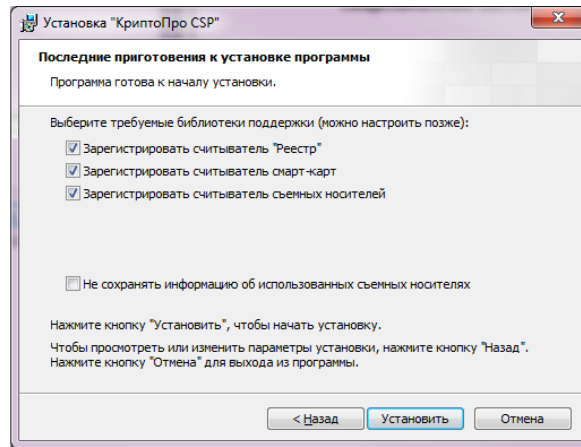 Установка "КриптоПро CSP"
Последние приготовления к установке программы
Программа готова к началу установки.
Выберите требуемые библиотеки поддержки (можно настроить позже):
Зарегистрировать считыватель "Реестр"
Зарегистрировать считыватель смарт-карт
Зарегистрировать считыватель съемных носителей
Не сохранять информацию об использованных съемных носителях
Нажмите кнопку "Установить", чтобы начать установку.
Чтобы просмотреть или изменить параметры установки, нажмите кнопку "Назад".
Нажмите кнопку "Отмена" для выхода из программы.
< Назад Установить Отмена